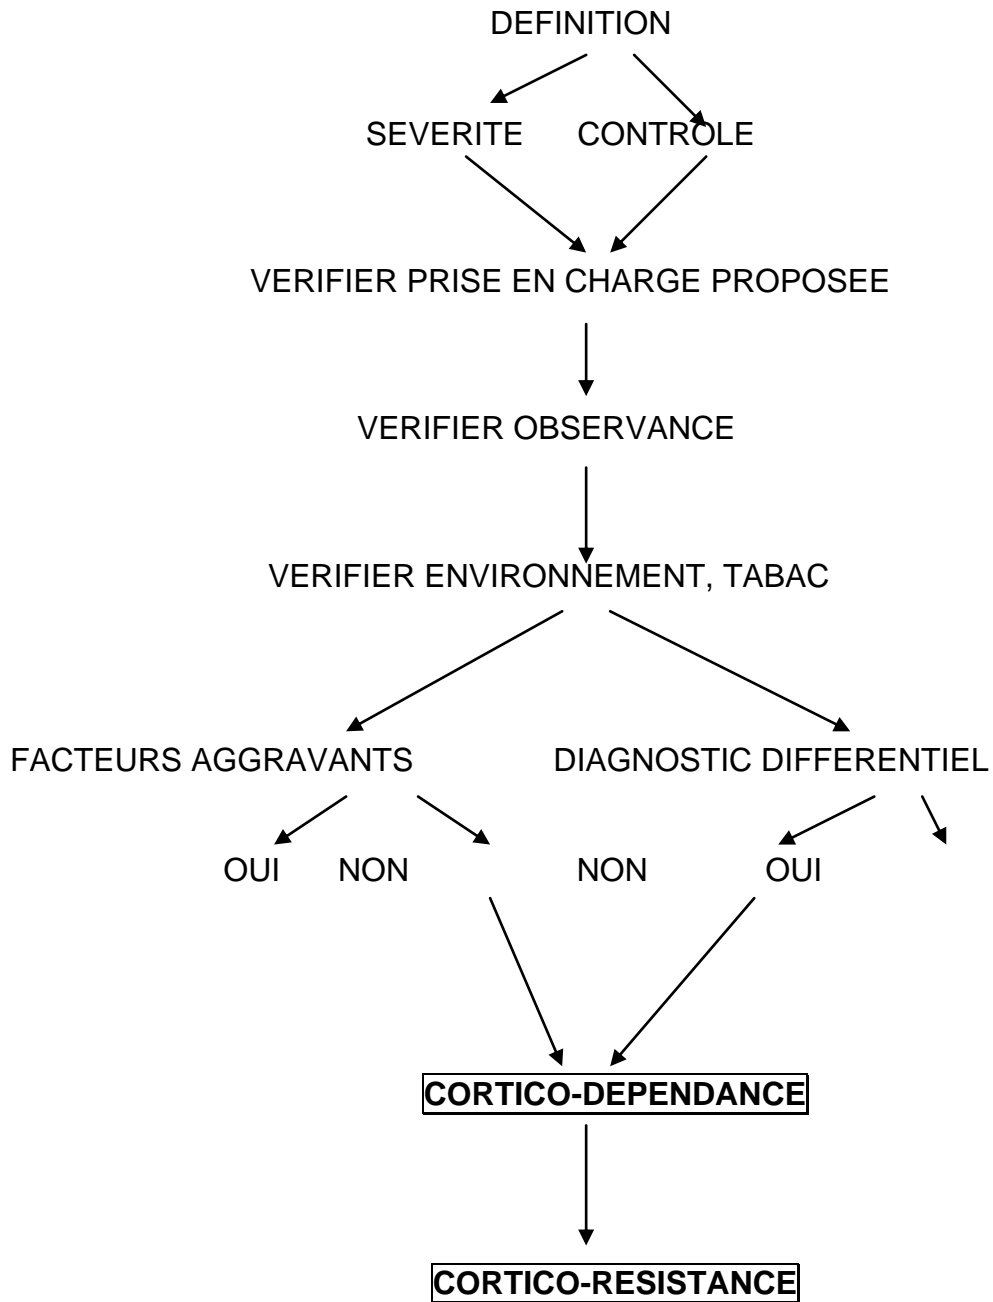 DEFINITION
SEVERITE CONTROLE
VERIFIER PRISE EN CHARGE PROPOSEE
VERIFIER OBSERVANCE
VERIFIER ENVIRONNEMENT, TABAC
FACTEURS AGGRAVANTS DIAGNOSTIC DIFFERENTIEL
OUI NON NON OUI
CORTICO-DEPENDANCE
CORTICO-RESISTANCE